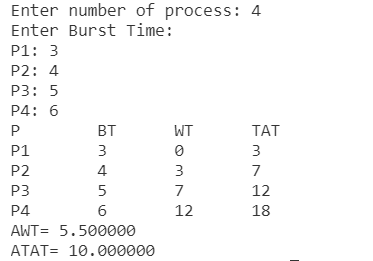 Enter number of process: 4
Enter Burst Time:
P1: 3
P2: 4
P3: 5
P4: 6
P BT WT TAT
P1 3 0 3
P2 4 3 7
P3 5 7 12
P4 6 12 18
AWT= 5.500000
ATAT= 10.000000
_